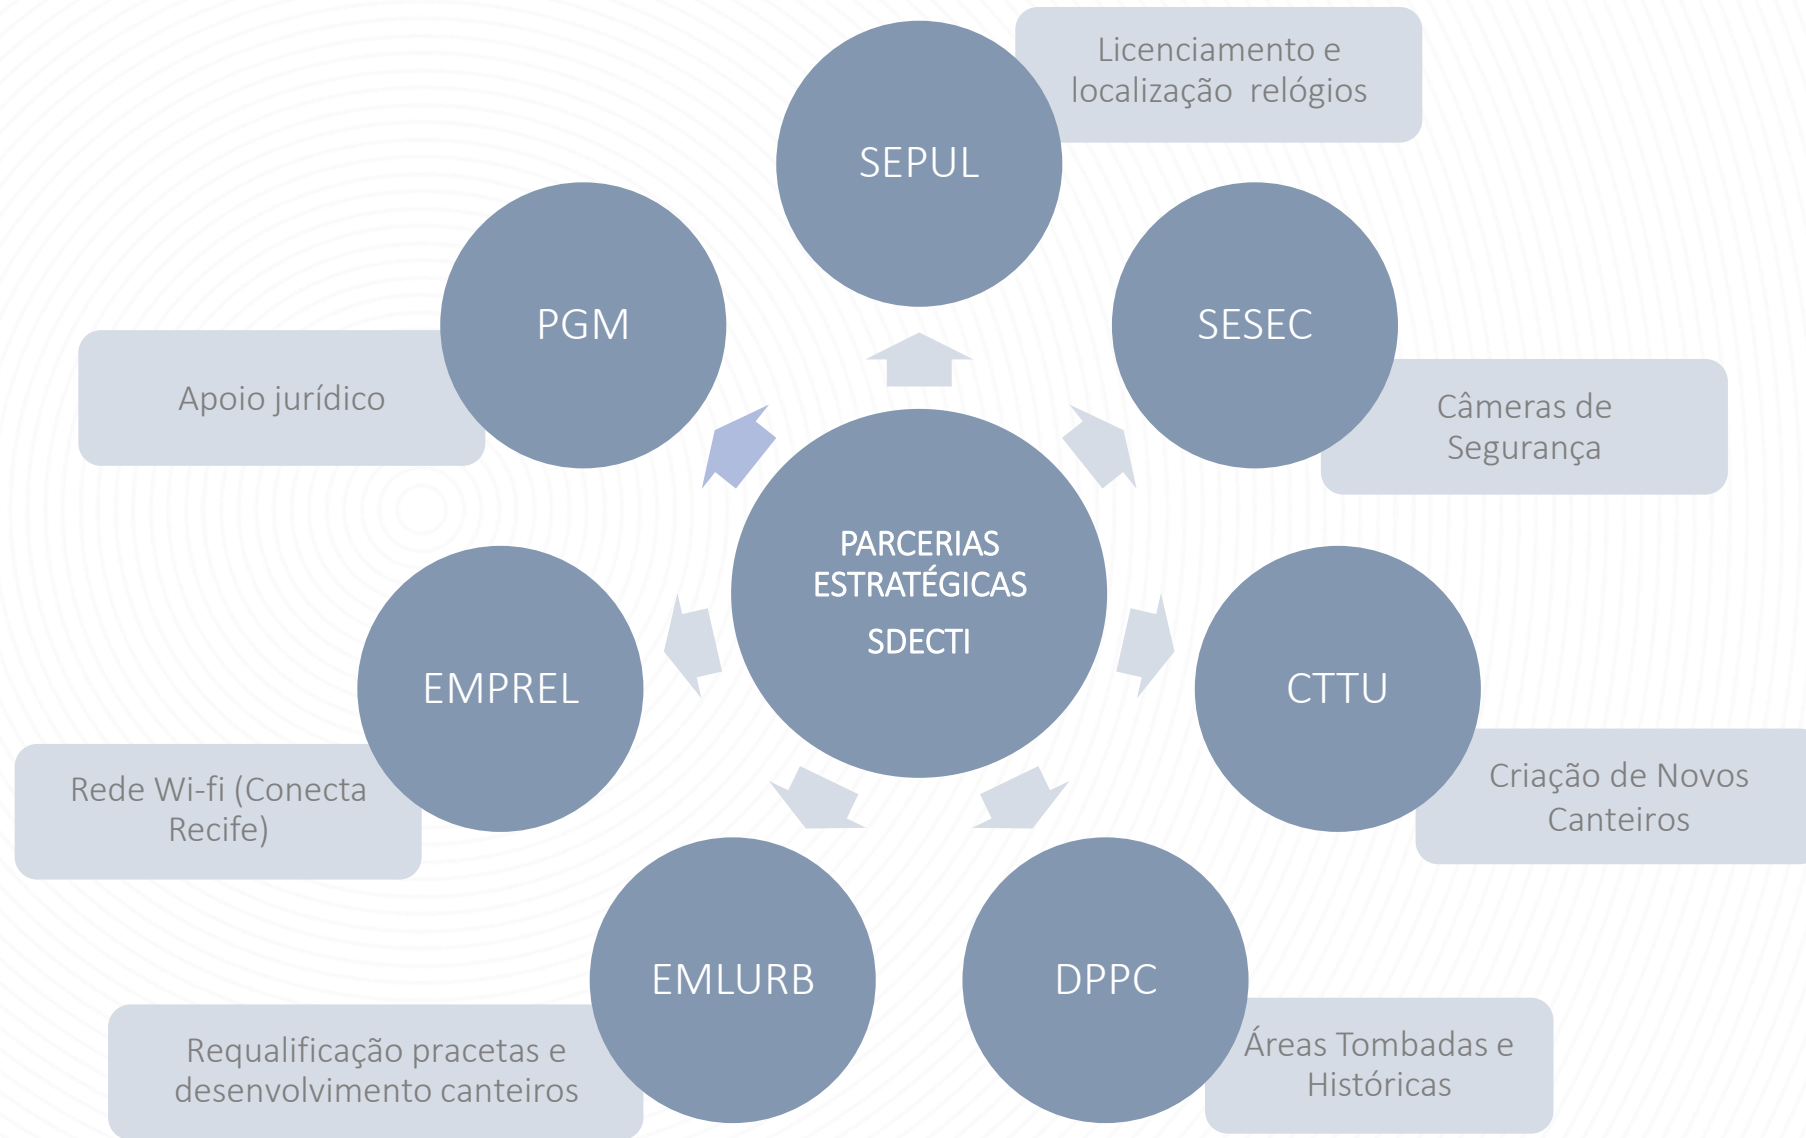 Licenciamento e
localização relógios
SEPUL
PGM
SESEC
Apoio jurídico
Câmeras de
Segurança
PARCERIAS
ESTRATÉGICAS
SDECTI
EMPREL
CTTU
Rede Wi-fi (Conecta
Recife)
Criação de Novos
Canteiros
EMLURB
DPPC
Requalificação pracetas e
desenvolvimento canteiros
Áreas Tombadas e
Históricas